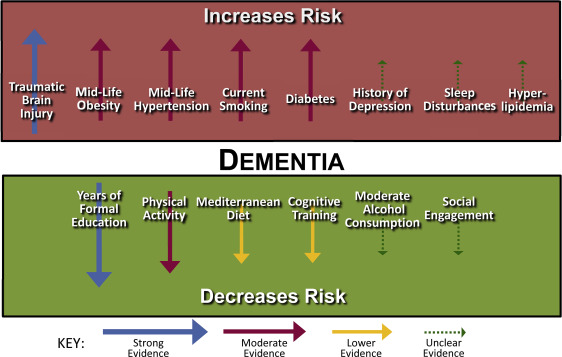 Increases Risk
Traumatic
Brain
Injury
Mid-Life
Obesity
Mid-Life
Hypertension
Current
Smoking
Diabetes
History of
Depression
Sleep
Disturbances
Hyper-
lipidemia
DEMENTIA
Years of
Formal
Education
Physical
Activity
Mediterranean
Diet
Cognitive
Training
Moderate
Alcohol
Consumption
Social
Engagement
Decreases Risk
KEY:
Strong
Evidence
Moderate
Evidence
Lower
Evidence
Unclear
Evidence